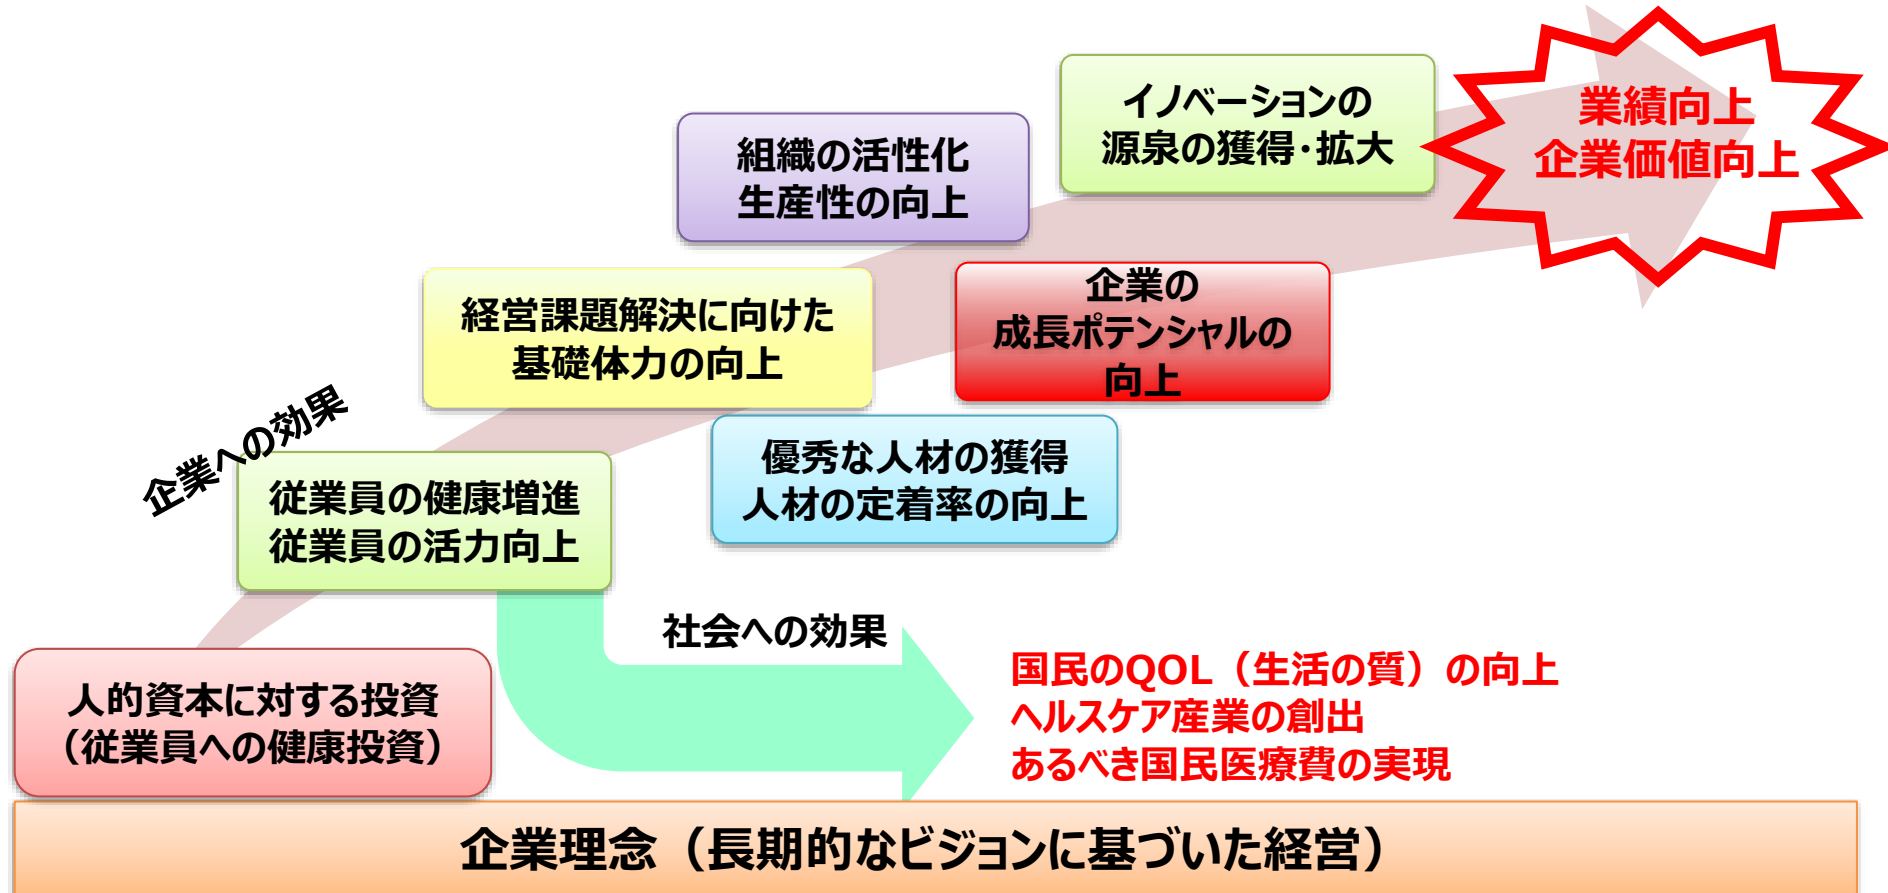 イノベーションの
源泉の獲得・拡大
業績向上
企業価値向上
組織の活性化
生産性の向上
経営課題解決に向けた
基礎体力の向上
企業の
成長ポテンシャルの
向上
企業への効果
従業員の健康増進
従業員の活力向上
優秀な人材の獲得
人材の定着率の向上
社会への効果
人的資本に対する投資
（従業員への健康投資）
国民のQOL（生活の質）の向上
ヘルスケア産業の創出
あるべき国民医療費の実現
企業理念（長期的なビジョンに基づいた経営）